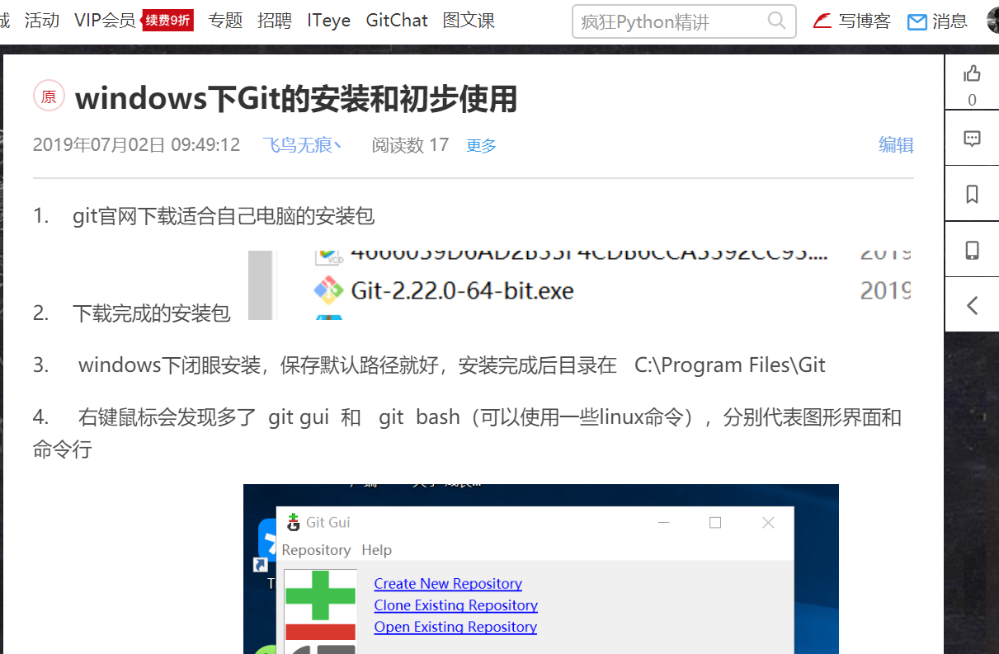 活动 VIP会员 续费9折 专题 招聘 ITeye GitChat 图文课 疯狂Python精讲 写博客 消息
原 windows下Git的安装和初步使用
0
2019年07月02日 09:49:12 飞鸟无痕丶 阅读数 17 更多 编辑
1. git官网下载适合自己电脑的安装包
Git-2.22.0-64-bit.exe 2019
2. 下载完成的安装包
3. windows下闭眼安装，保存默认路径就好，安装完成后目录在 C:\Program Files\Git
4. 右键鼠标会发现多了 git gui 和 git bash（可以使用一些linux命令），分别代表图形界面和
命令行
Git Gui
Repository Help
Create New Repository
Clone Existing Repository
Open Existing Repository